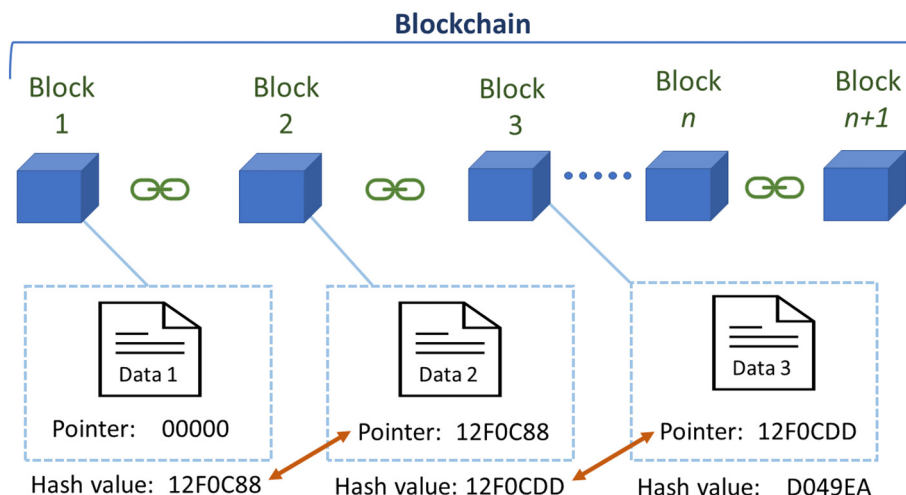 Blockchain
Block
1
Block
2
Block
3
Block
n
Block
n+1
Data 1
Data 2
Data 3
Pointer: 00000
Pointer: 12F0C88
Pointer: 12F0CDD
Hash value: 12F0C88
Hash value: 12F0CDD
Hash value: D049EA